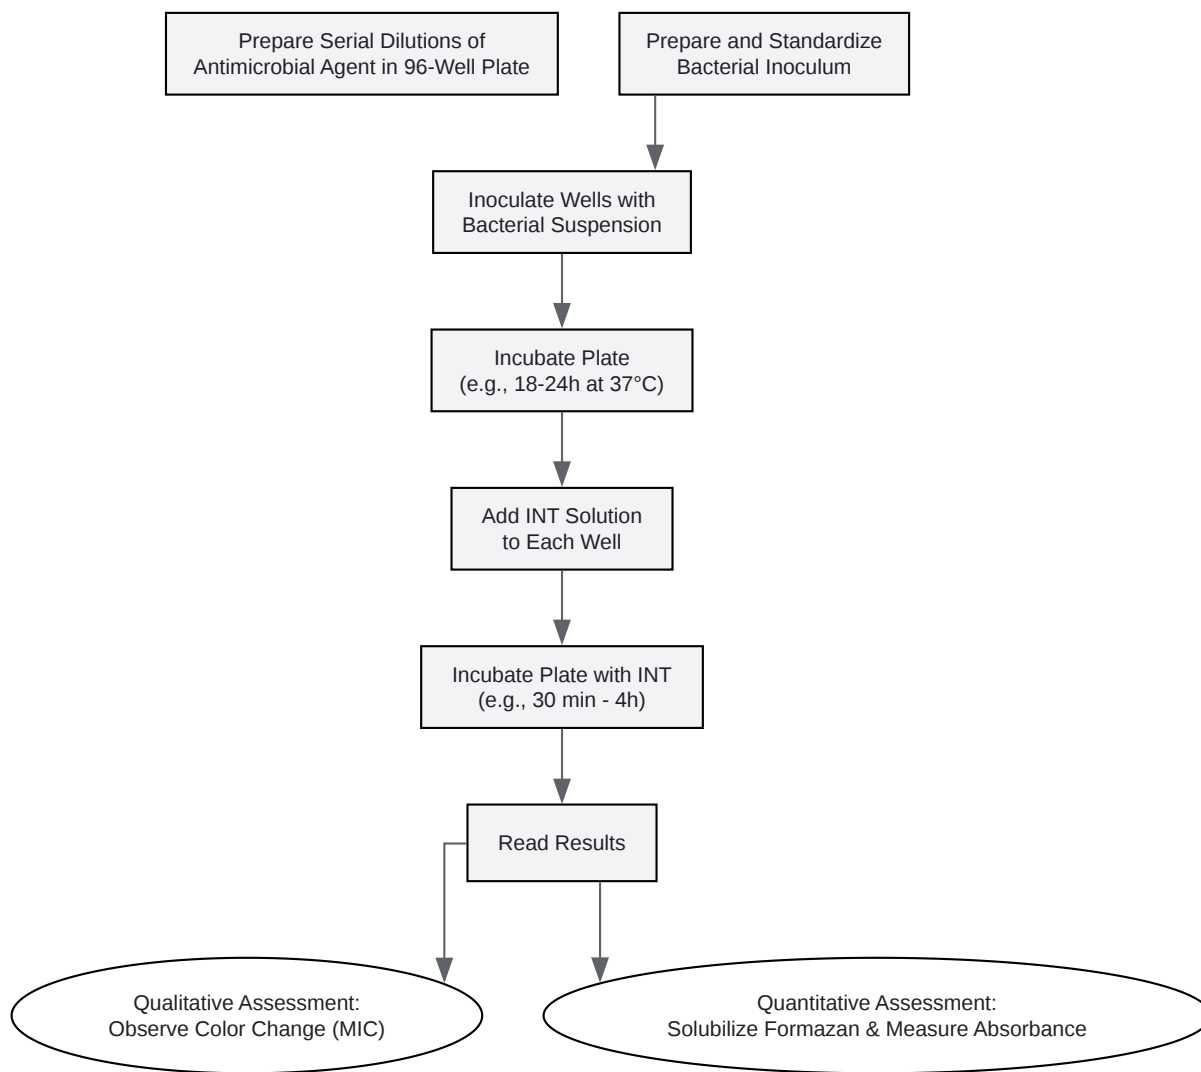 Prepare Serial Dilutions of
Antimicrobial Agent in 96-Well Plate
Prepare and Standardize
Bacterial Inoculum
Inoculate Wells with
Bacterial Suspension
Incubate Plate
(e.g., 18-24h at 37°C)
Add INT Solution
to Each Well
Incubate Plate with INT
(e.g., 30 min - 4h)
Read Results
Qualitative Assessment:
Observe Color Change (MIC)
Quantitative Assessment:
Solubilize Formazan & Measure Absorbance